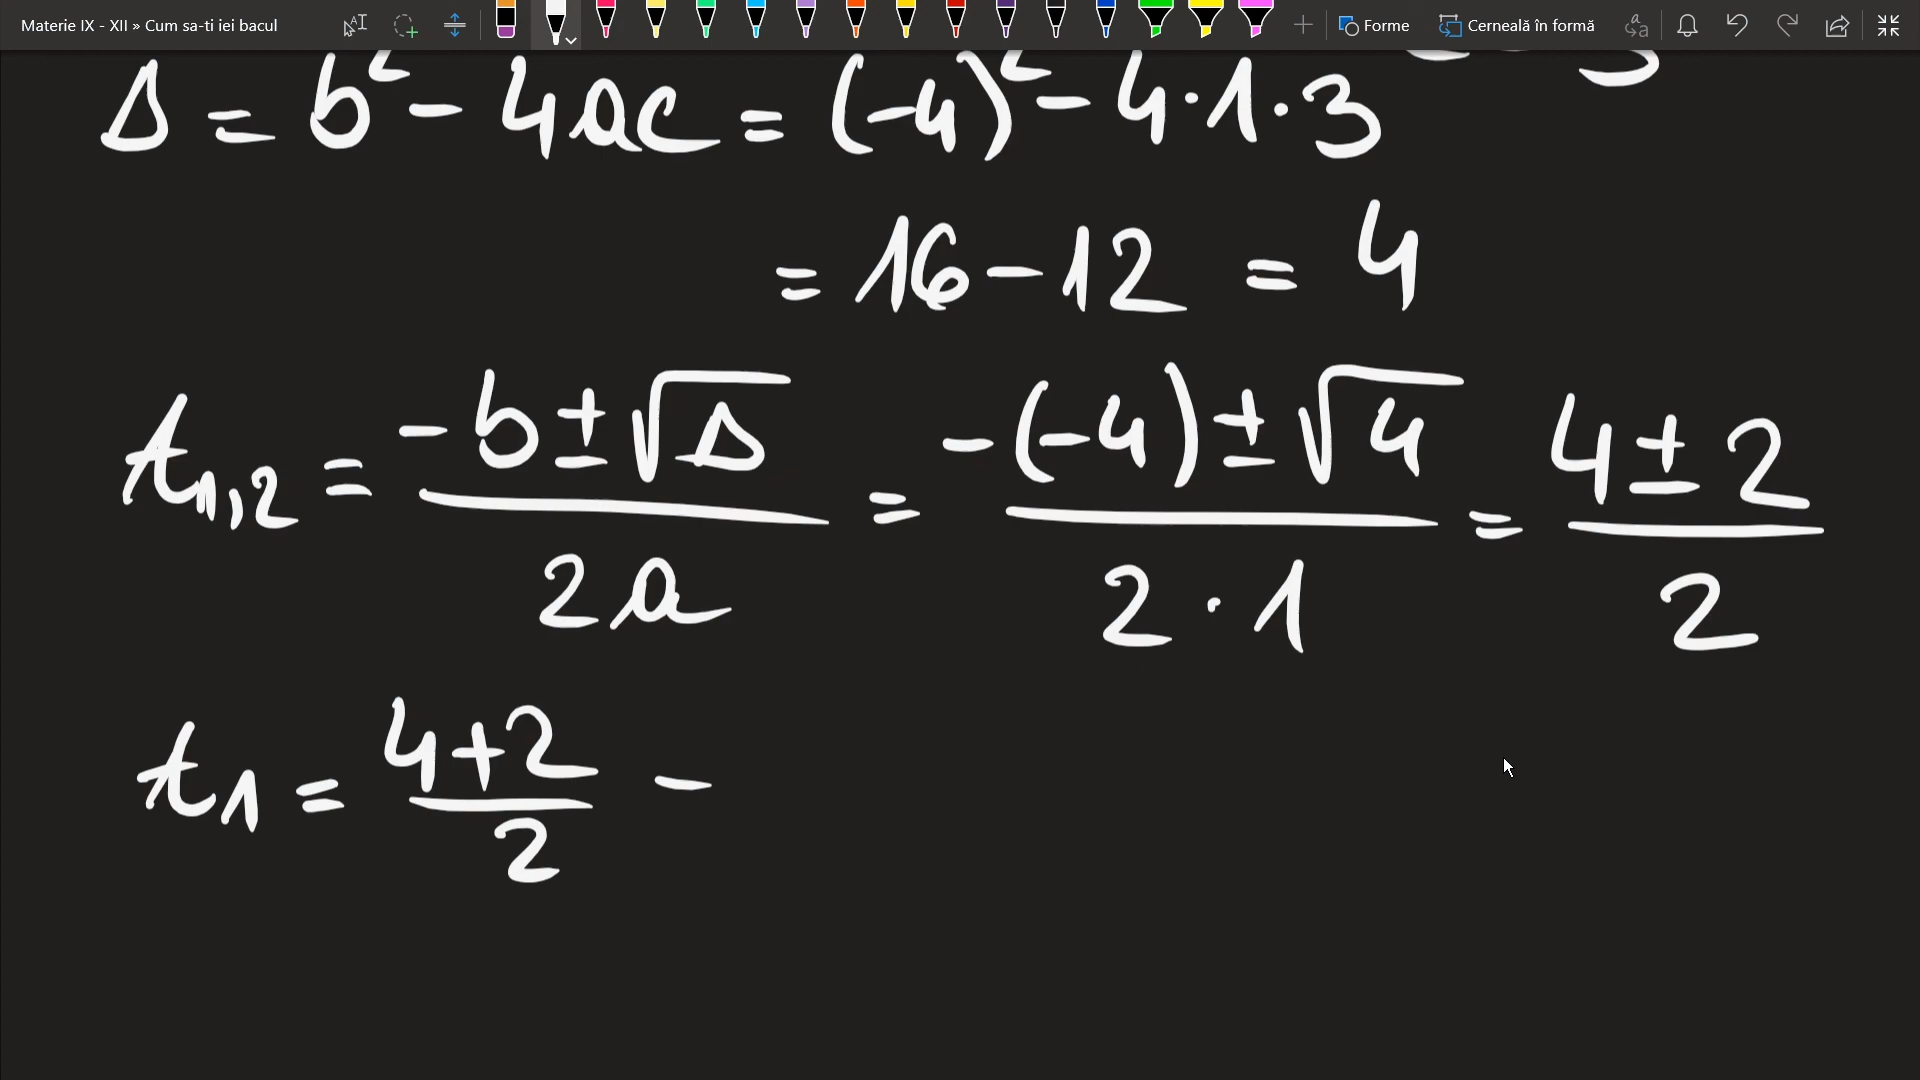 Materie IX - XII » Cum sa-ti iei bacul
Forme
Cerneală în formă
Δ = b² - 4ac = (-4)² - 4·1·3
= 16 - 12 = 4
t₁,₂ = (-b ± √Δ)/(2a) = (-(-4) ± √4)/(2·1) = (4 ± 2)/2
t₁ = (4+2)/2 -